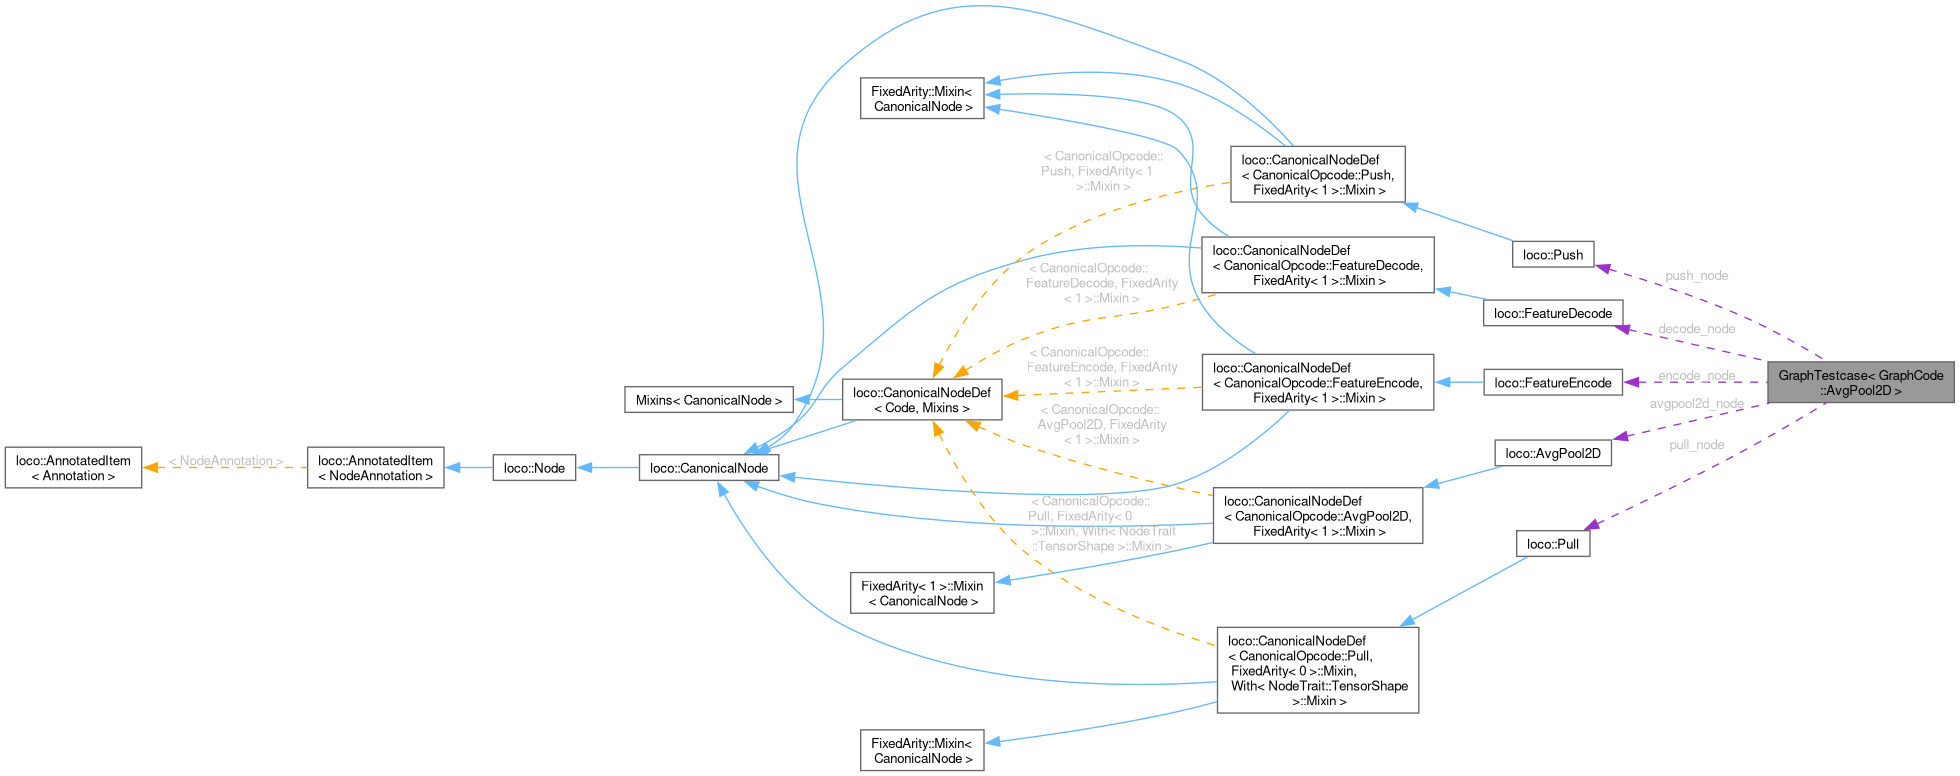 FixedArity::Mixin<
CanonicalNode >
< CanonicalOpcode::
Push, FixedArity< 1
>::Mixin >
loco::CanonicalNodeDef
< CanonicalOpcode::Push,
FixedArity< 1 >::Mixin >
loco::Push
push_node
loco::CanonicalNodeDef
< CanonicalOpcode::FeatureDecode,
FixedArity< 1 >::Mixin >
< CanonicalOpcode::
FeatureDecode, FixedArity
< 1 >::Mixin >
loco::FeatureDecode
decode_node
< CanonicalOpcode::
FeatureEncode, FixedArity
< 1 >::Mixin >
loco::CanonicalNodeDef
< CanonicalOpcode::FeatureEncode,
FixedArity< 1 >::Mixin >
loco::FeatureEncode
encode_node
GraphTestcase< GraphCode
::AvgPool2D >
Mixins< CanonicalNode >
loco::CanonicalNodeDef
< Code, Mixins >
< CanonicalOpcode::
AvgPool2D, FixedArity
< 1 >::Mixin >
avgpool2d_node
loco::AvgPool2D
pull_node
loco::AnnotatedItem
< Annotation >
< NodeAnnotation >
loco::AnnotatedItem
< NodeAnnotation >
loco::Node
loco::CanonicalNode
loco::CanonicalNodeDef
< CanonicalOpcode::AvgPool2D,
FixedArity< 1 >::Mixin >
< CanonicalOpcode::
Pull, FixedArity< 0
>::Mixin, With< NodeTrait
::TensorShape >::Mixin >
loco::Pull
FixedArity< 1 >::Mixin
< CanonicalNode >
loco::CanonicalNodeDef
< CanonicalOpcode::Pull,
FixedArity< 0 >::Mixin,
With< NodeTrait::TensorShape
>::Mixin >
FixedArity::Mixin<
CanonicalNode >